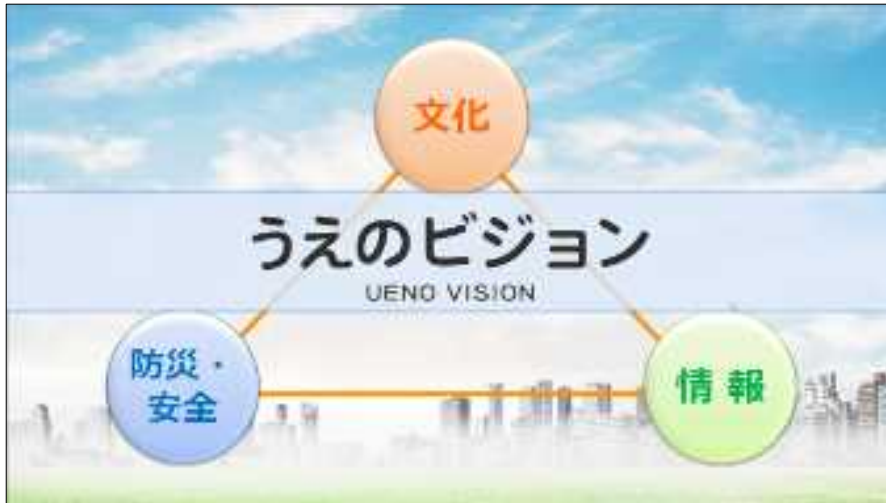 文化
うえのビジョン
UENO VISION
防災・
安全
情報